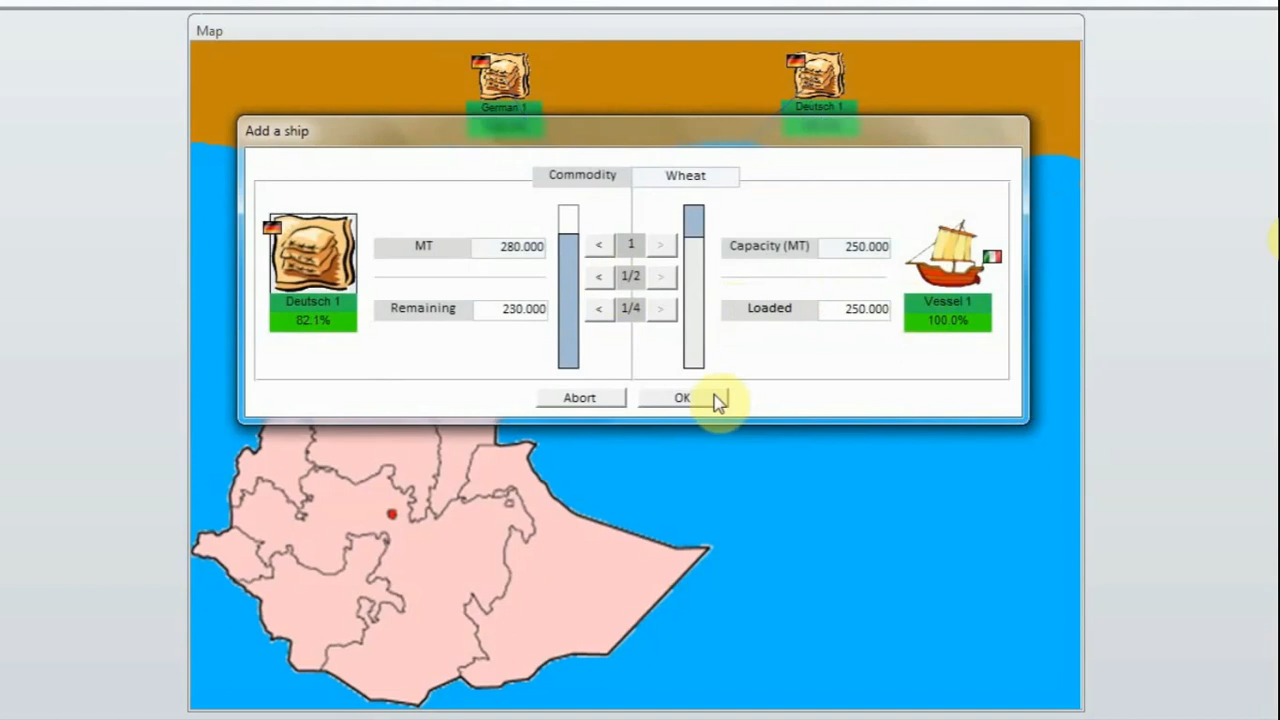 Map
German 1
Deutsch 1
Add a ship
Commodity
Wheat
MT
280.000
<
1
>
Capacity (MT)
250.000
<
1/2
>
Remaining
230.000
<
1/4
>
Loaded
250.000
Deutsch 1
82.1%
Vessel 1
100.0%
Abort
OK